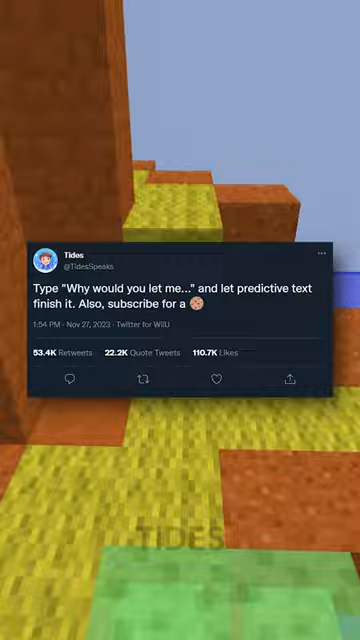 Tides
@TidesSpeaks
Type "Why would you let me..." and let predictive text
finish it. Also, subscribe for a 🍪
1:54 PM · Nov 27, 2023 · Twitter for WiiU
53.4K Retweets 22.2K Quote Tweets 110.7K Likes
TIDES